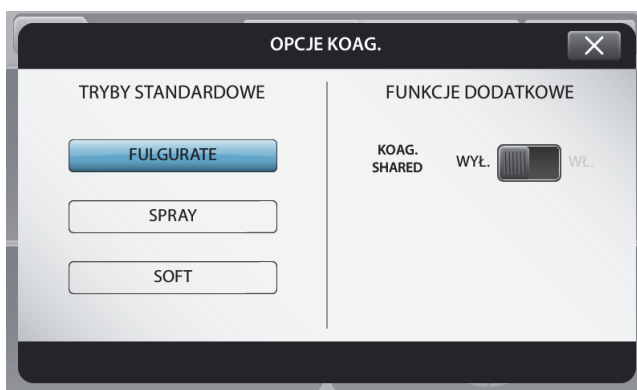 OPCJE KOAG.
TRYBY STANDARDOWE
FULGURATE
SPRAY
SOFT
FUNKCJE DODATKOWE
KOAG.
SHARED
WYŁ.
WŁ.